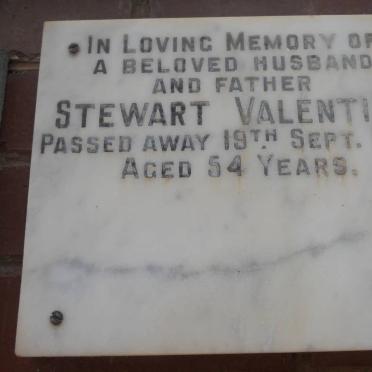 IN LOVING MEMORY OF
A BELOVED HUSBAND
AND FATHER
STEWART VALENTI
PASSED AWAY 19TH SEPT.
AGED 54 YEARS.